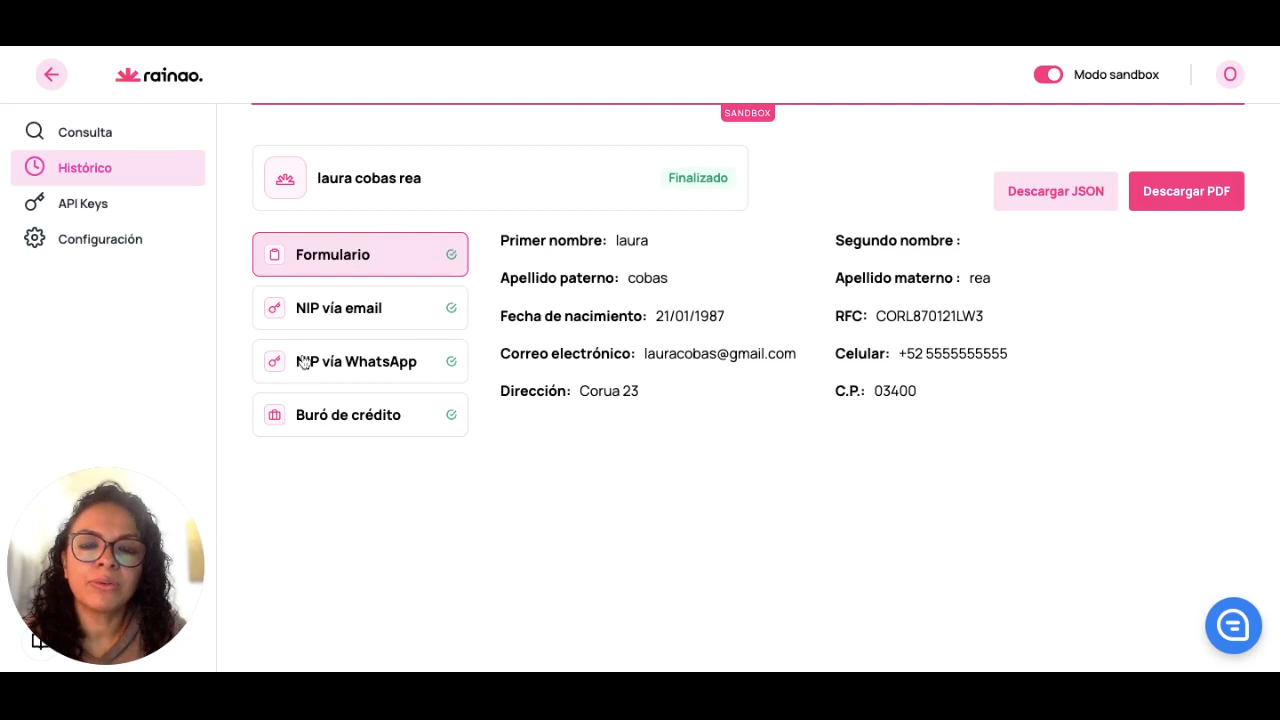 rainao.
Modo sandbox
O
SANDBOX
Consulta
Histórico
API Keys
Configuración
laura cobas rea
Finalizado
Descargar JSON
Descargar PDF
Formulario
NIP vía email
NIP vía WhatsApp
Buró de crédito
Primer nombre: laura
Segundo nombre :
Apellido paterno: cobas
Apellido materno : rea
Fecha de nacimiento: 21/01/1987
RFC: CORL870121LW3
Correo electrónico: lauracobas@gmail.com
Celular: +52 5555555555
Dirección: Corua 23
C.P.: 03400